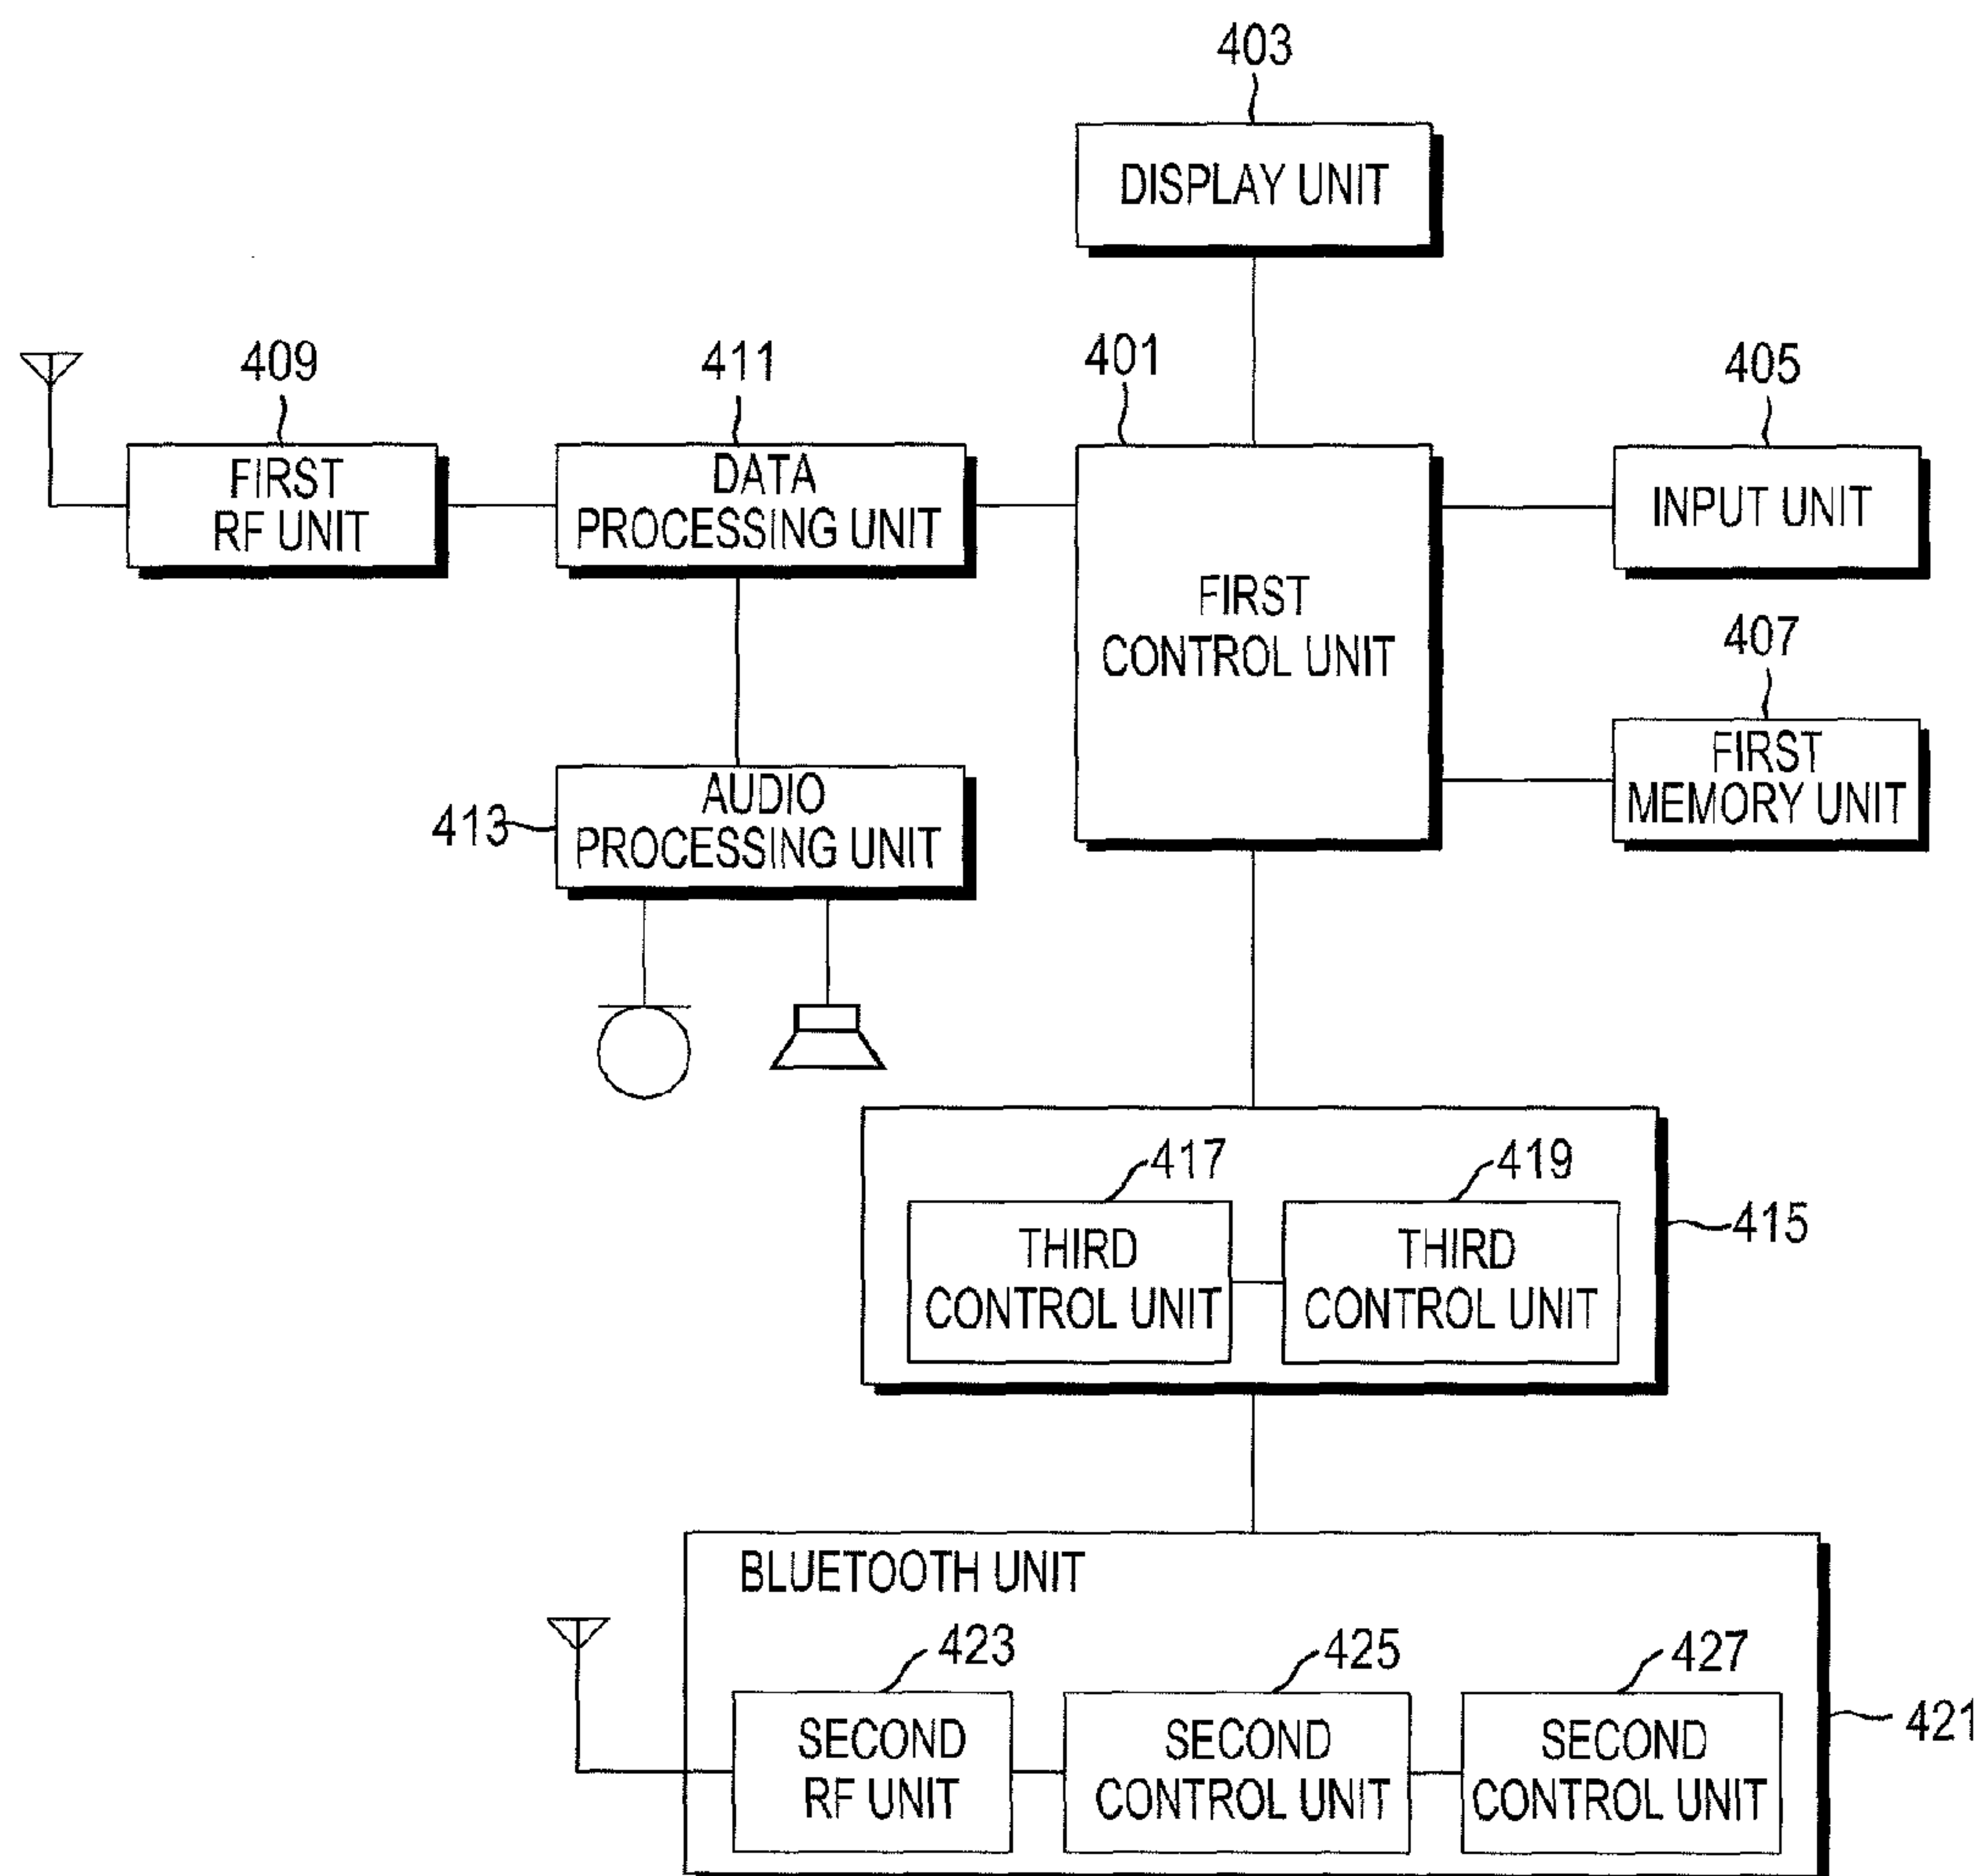 403
DISPLAY UNIT
409
411
401
405
FIRST
RF UNIT
DATA
PROCESSING UNIT
FIRST
CONTROL UNIT
INPUT UNIT
407
FIRST
MEMORY UNIT
413
AUDIO
PROCESSING UNIT
417
419
415
THIRD
CONTROL UNIT
THIRD
CONTROL UNIT
BLUETOOTH UNIT
423
425
427
421
SECOND
RF UNIT
SECOND
CONTROL UNIT
SECOND
CONTROL UNIT